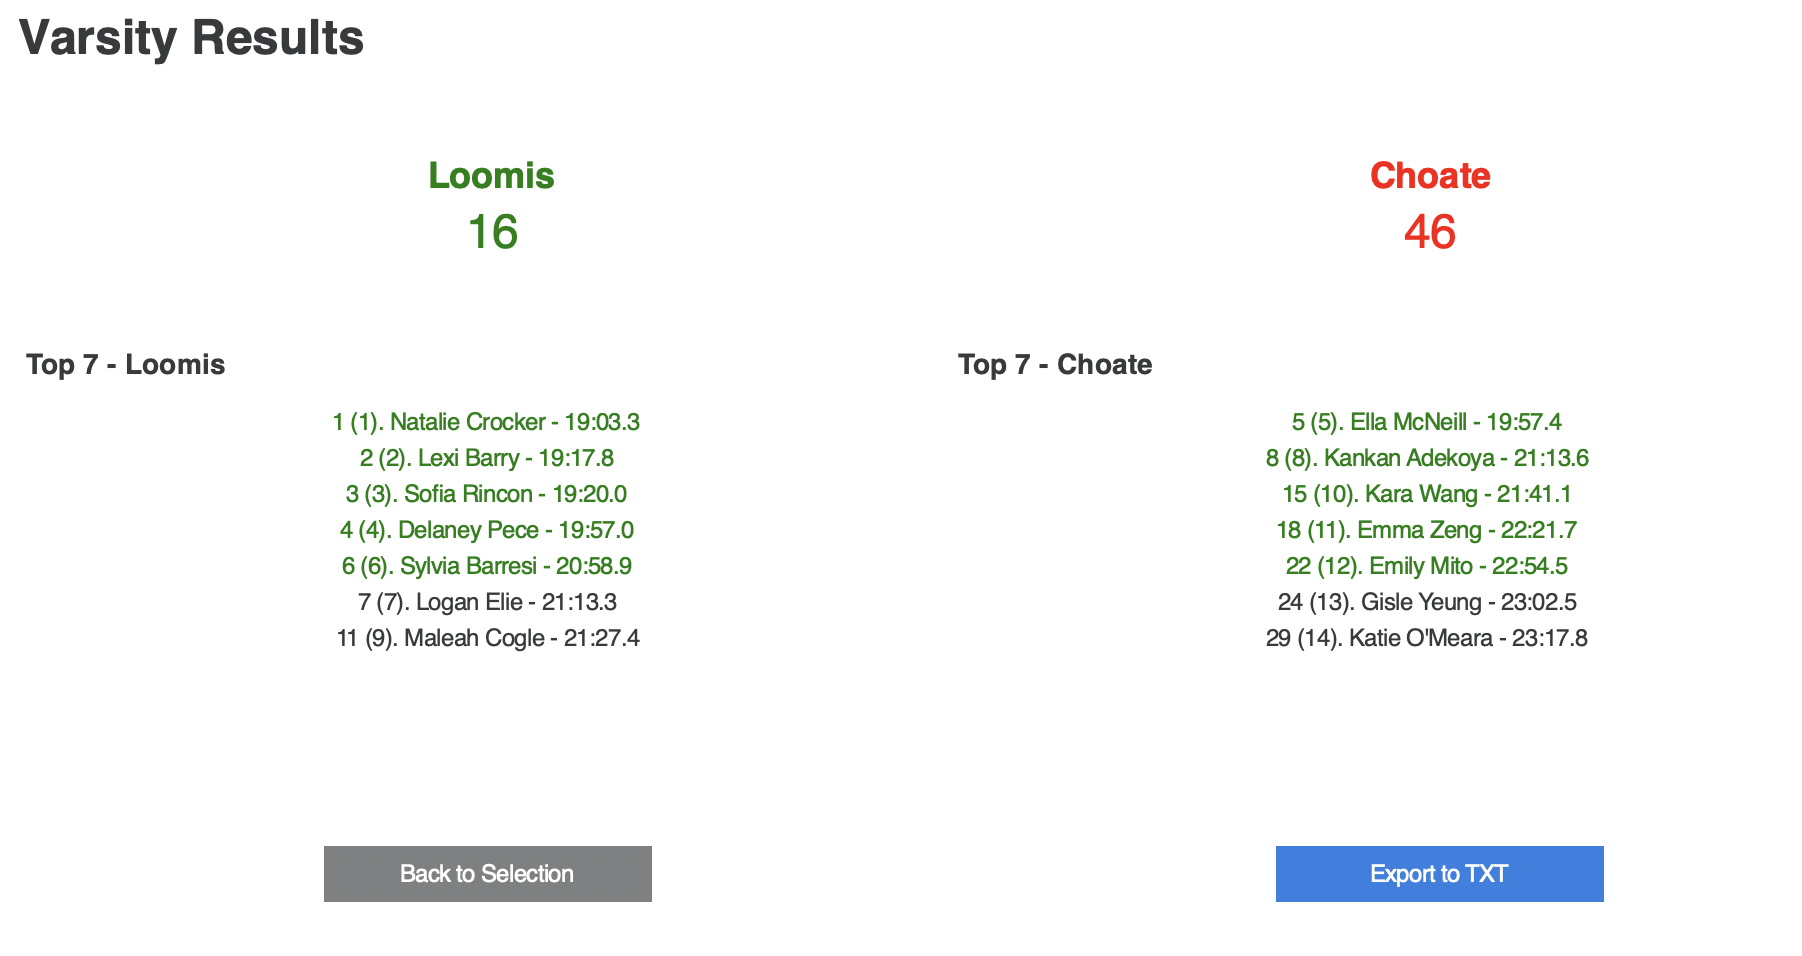 Varsity Results
Loomis
16
Choate
46
Top 7 - Loomis
1 (1). Natalie Crocker - 19:03.3
2 (2). Lexi Barry - 19:17.8
3 (3). Sofia Rincon - 19:20.0
4 (4). Delaney Pece - 19:57.0
6 (6). Sylvia Barresi - 20:58.9
7 (7). Logan Elie - 21:13.3
11 (9). Maleah Cogle - 21:27.4
Top 7 - Choate
5 (5). Ella McNeill - 19:57.4
8 (8). Kankan Adekoya - 21:13.6
15 (10). Kara Wang - 21:41.1
18 (11). Emma Zeng - 22:21.7
22 (12). Emily Mito - 22:54.5
24 (13). Gisle Yeung - 23:02.5
29 (14). Katie O'Meara - 23:17.8
Back to Selection
Export to TXT